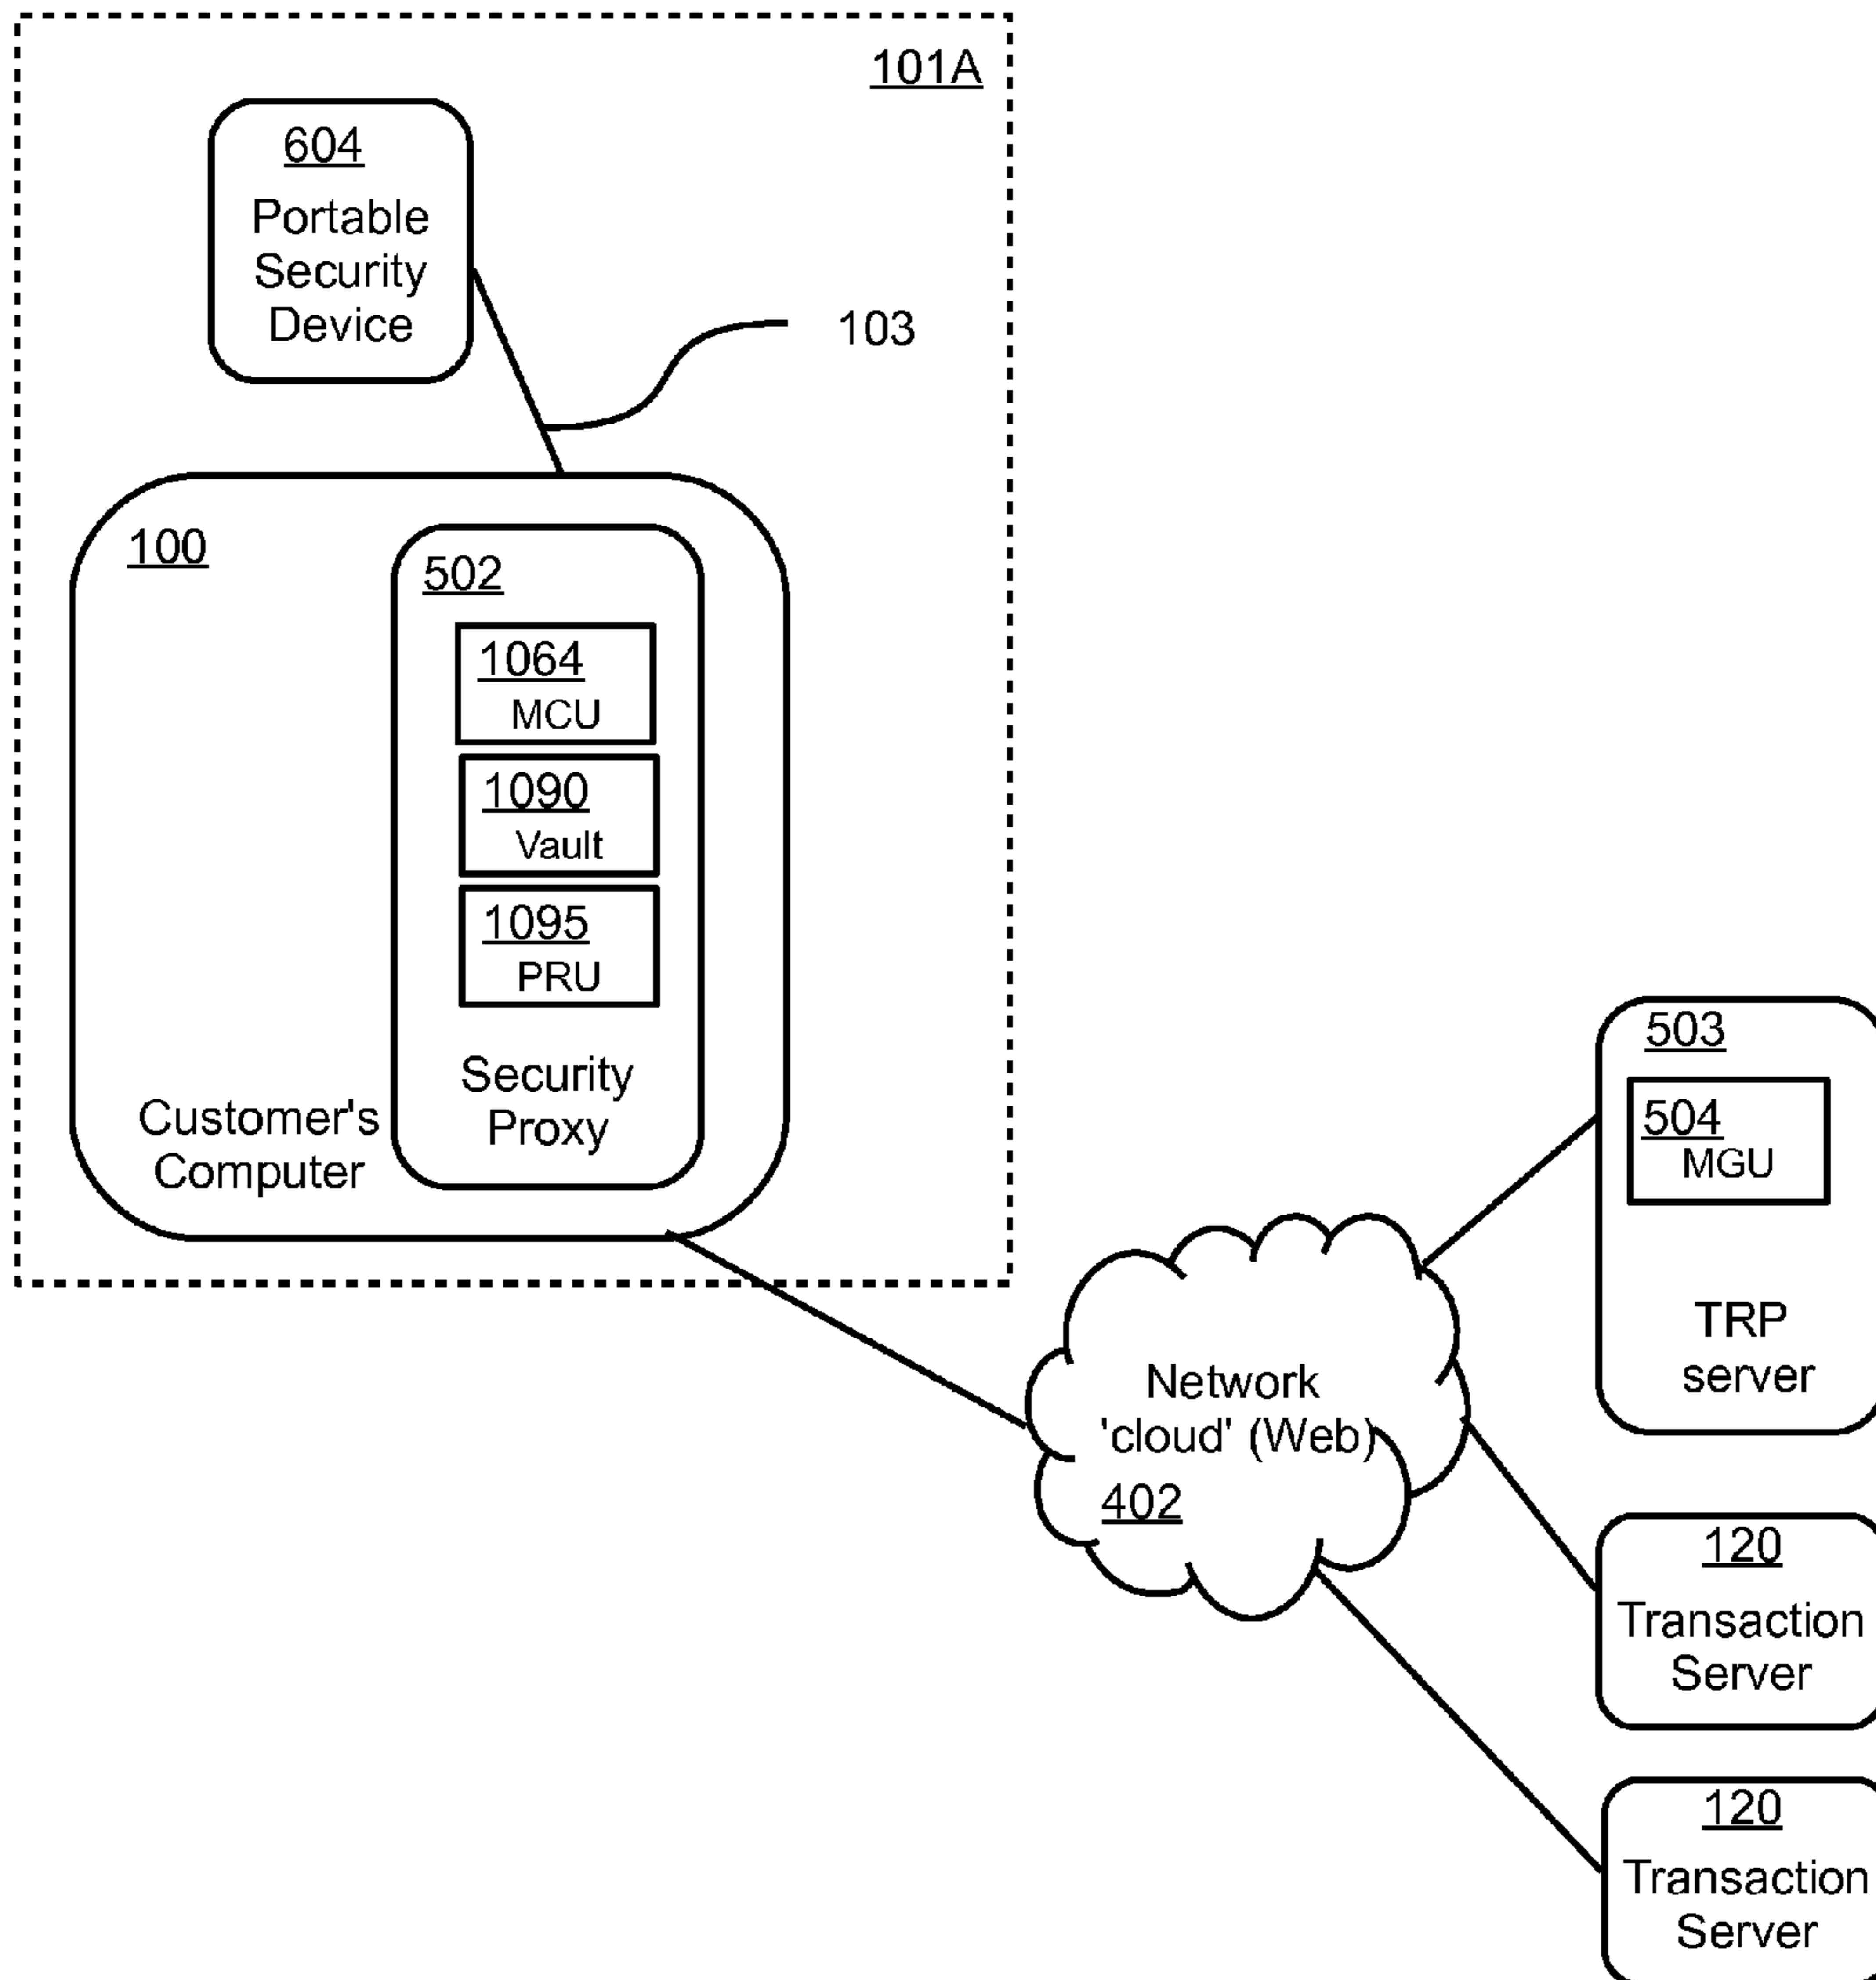 101A
604
Portable
Security
Device
103
100
502
1064
MCU
1090
Vault
1095
PRU
Security
Proxy
Customer's
Computer
503
504
MGU
TRP
server
Network
'cloud' (Web)
402
120
Transaction
Server
120
Transaction
Server